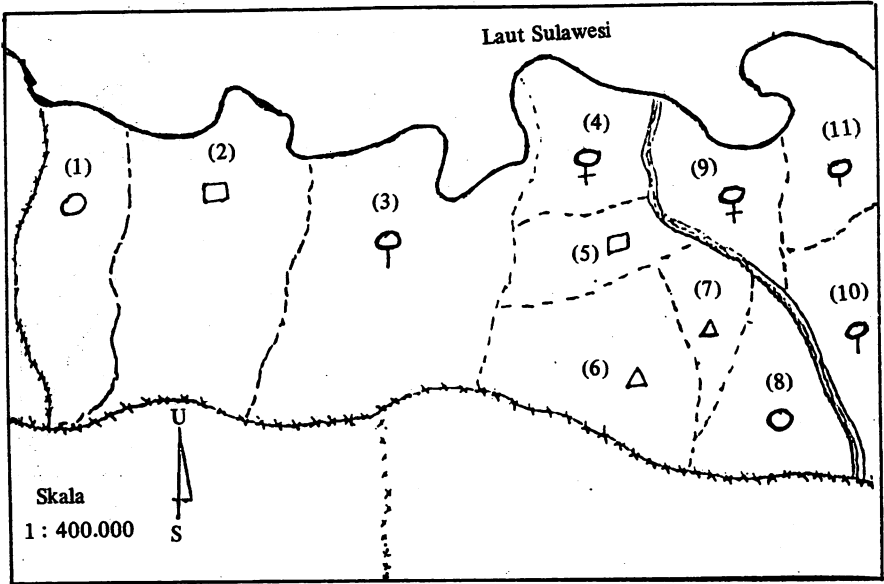 Laut Sulawesi
(1)
(2)
(3)
(4)
(5)
(6)
(7)
(8)
(9)
(10)
(11)
U
S
Skala
1 : 400.000